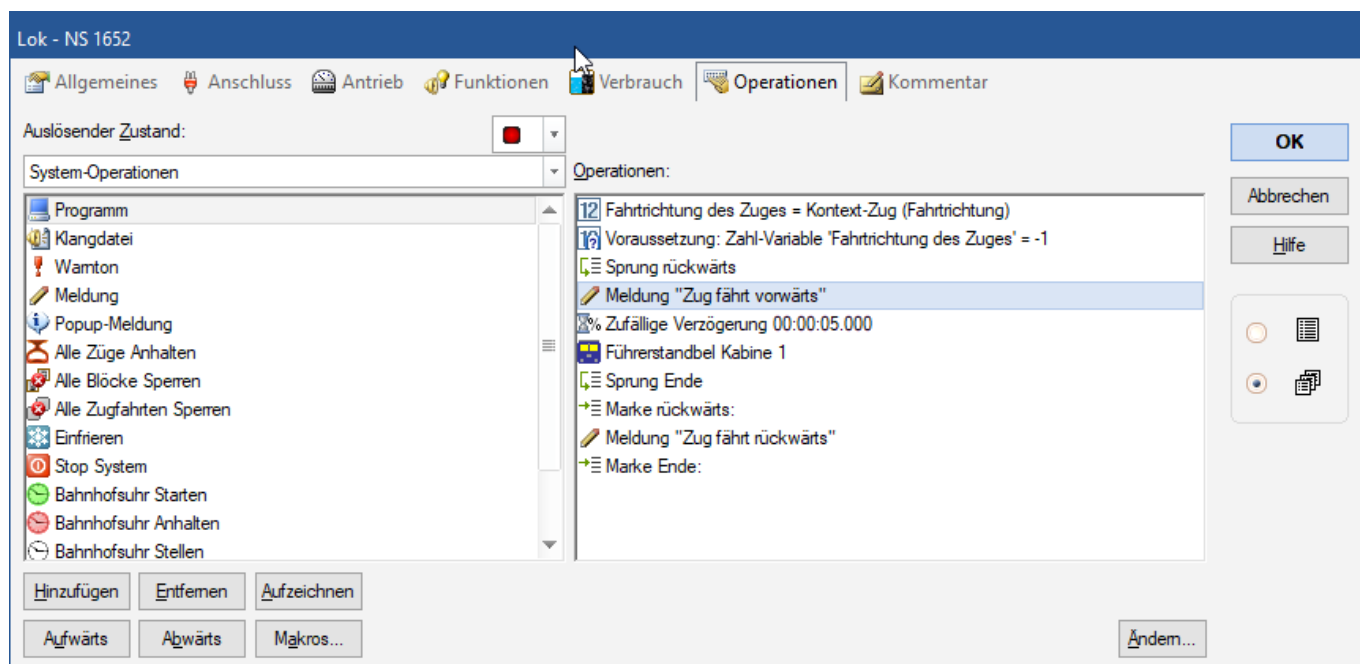 Lok - NS 1652
Allgemeines Anschluss Antrieb Funktionen Verbrauch Operationen Kommentar
Auslösender Zustand:
System-Operationen
Programm
Klangdatei
Warnton
Meldung
Popup-Meldung
Alle Züge Anhalten
Alle Blöcke Sperren
Alle Zugfahrten Sperren
Einfrieren
Stop System
Bahnhofsuhr Starten
Bahnhofsuhr Anhalten
Bahnhofsuhr Stellen
Operationen:
Fahrtrichtung des Zuges = Kontext-Zug (Fahrtrichtung)
Voraussetzung: Zahl-Variable 'Fahrtrichtung des Zuges' = -1
Sprung rückwärts
Meldung "Zug fährt vorwärts"
Zufällige Verzögerung 00:00:05.000
Führerstandbel Kabine 1
Sprung Ende
Marke rückwärts:
Meldung "Zug fährt rückwärts"
Marke Ende:
OK
Abbrechen
Hilfe
Hinzufügen Entfernen Aufzeichnen
Aufwärts Abwärts Makros... Ändern...